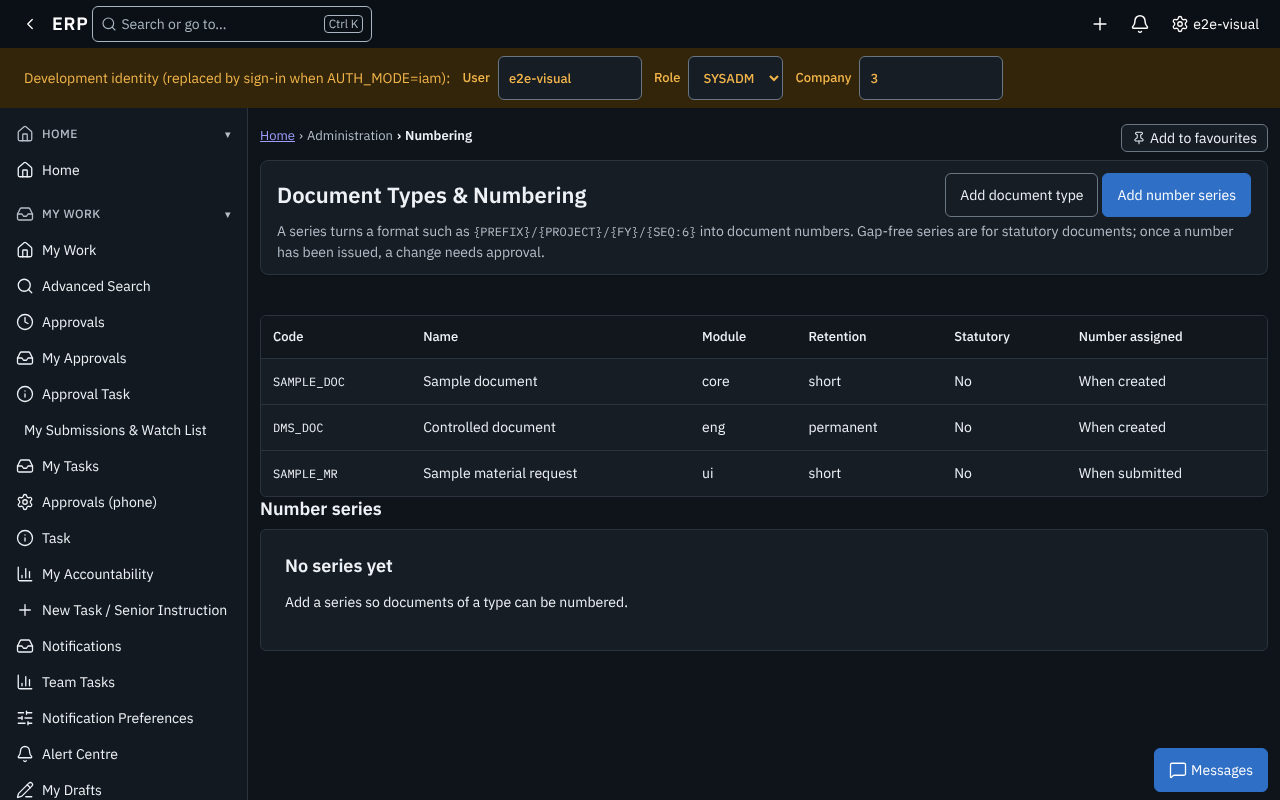 ERP
Search or go to...
Ctrl K
e2e-visual
Development identity (replaced by sign-in when AUTH_MODE=iam):
User
e2e-visual
Role
SYSADM
Company
3
HOME
Home
MY WORK
My Work
Advanced Search
Approvals
My Approvals
Approval Task
My Submissions & Watch List
My Tasks
Approvals (phone)
Task
My Accountability
New Task / Senior Instruction
Notifications
Team Tasks
Notification Preferences
Alert Centre
My Drafts
Home › Administration › Numbering
Add to favourites
Document Types & Numbering
Add document type
Add number series
A series turns a format such as {PREFIX}/{PROJECT}/{FY}/{SEQ:6} into document numbers. Gap-free series are for statutory documents; once a number
has been issued, a change needs approval.
Code Name Module Retention Statutory Number assigned
SAMPLE_DOC Sample document core short No When created
DMS_DOC Controlled document eng permanent No When created
SAMPLE_MR Sample material request ui short No When submitted
Number series
No series yet
Add a series so documents of a type can be numbered.
Messages